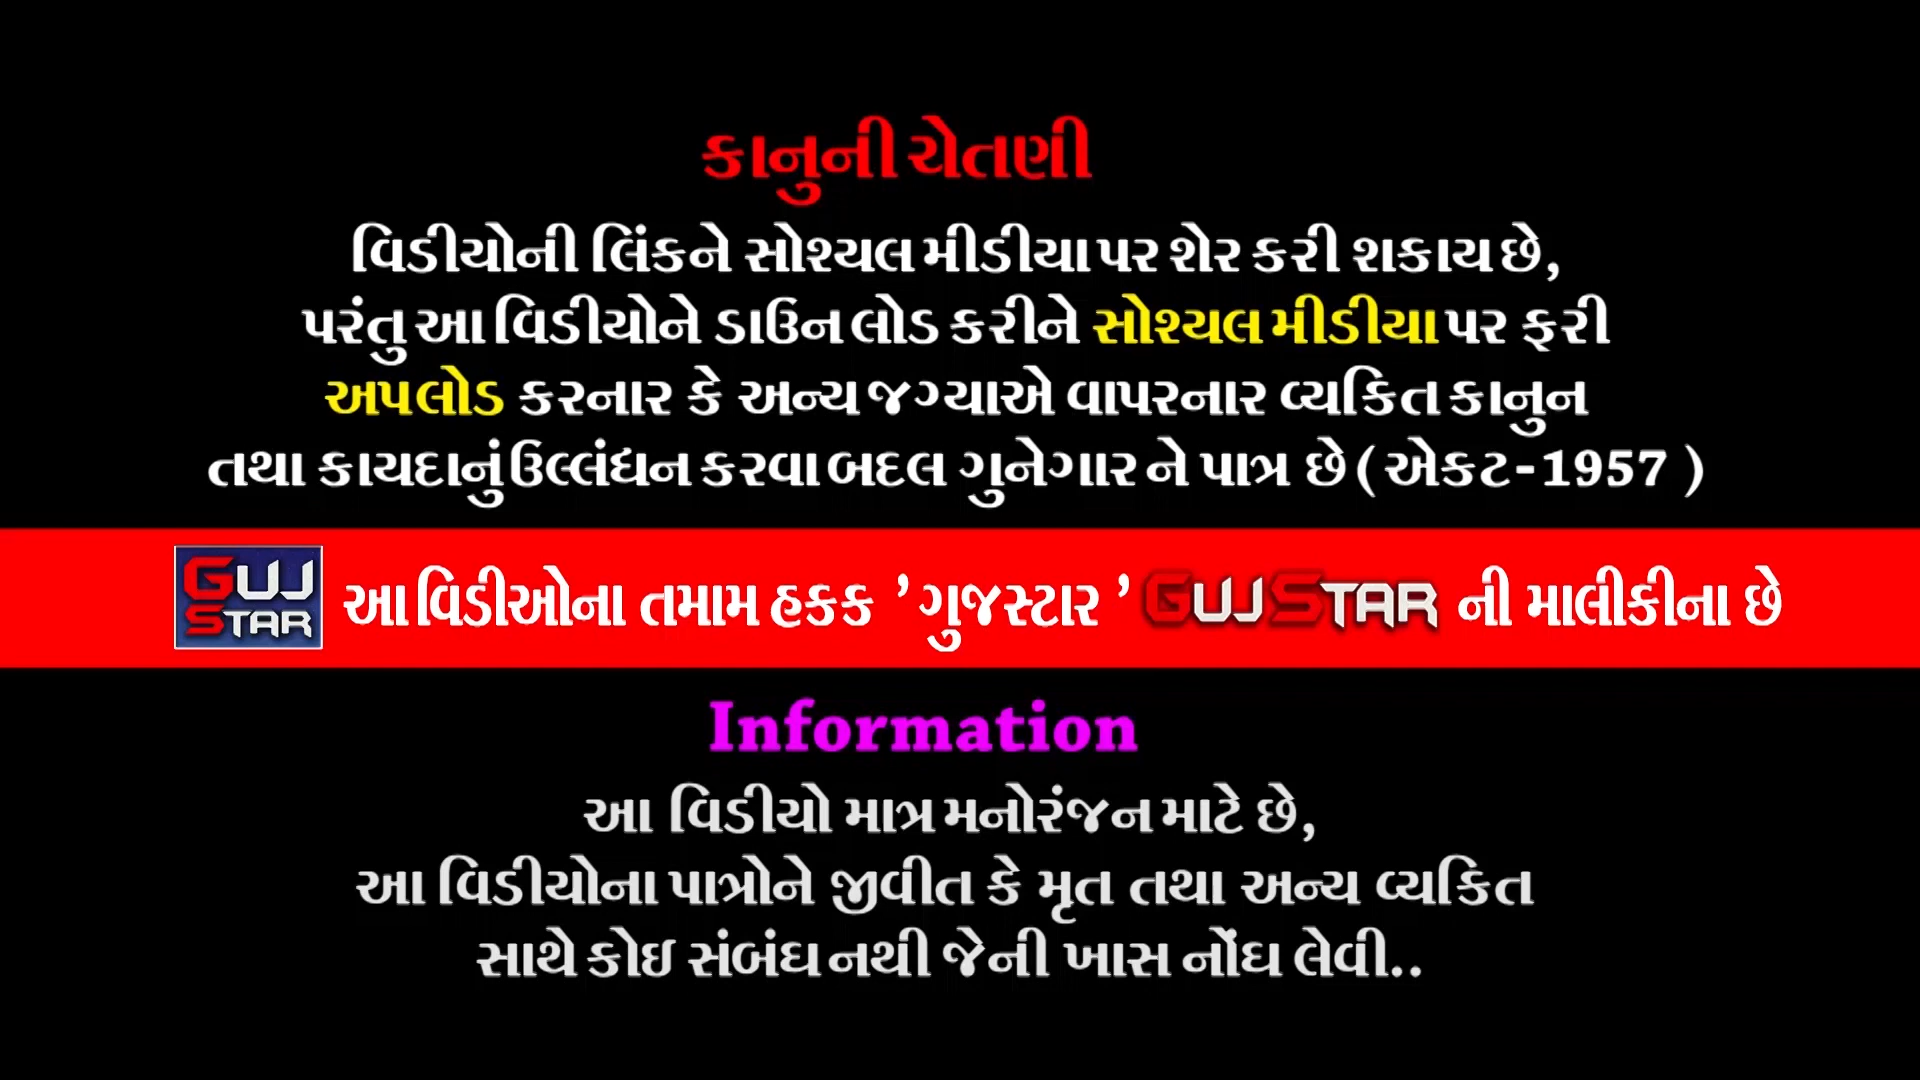 કાનુની ચેતણી
વિડીયોની લિંકને સોશ્યલ મીડીયા પર શેર કરી શકાય છે,
પરંતુ આ વિડીયોને ડાઉનલોડ કરીને સોશ્યલ મીડીયા પર ફરી
અપલોડ કરનાર કે અન્ય જગ્યાએ વાપરનાર વ્યકિત કાનુન
તથા કાયદાનું ઉલ્લંઘન કરવા બદલ ગુનેગાર ને પાત્ર છે ( એકટ-1957 )
GUJ STAR આ વિડીઓના તમામ હકક ’ ગુજસ્ટાર ’ GUJ STAR ની માલીકીના છે
Information
આ વિડીયો માત્ર મનોરંજન માટે છે,
આ વિડીયોના પાત્રોને જીવીત કે મૃત તથા અન્ય વ્યકિત
સાથે કોઇ સંબંઘ નથી જેની ખાસ નોંઘ લેવી..